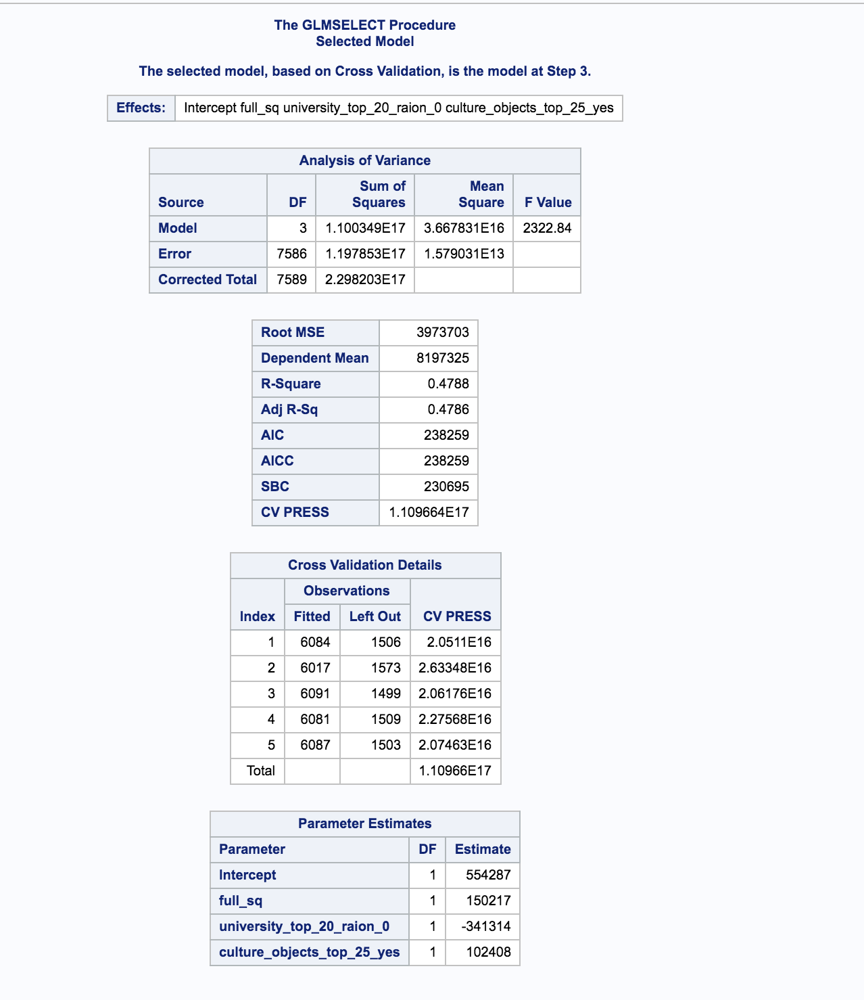 The GLMSELECT Procedure
Selected Model
The selected model, based on Cross Validation, is the model at Step 3.
Effects: Intercept full_sq university_top_20_raion_0 culture_objects_top_25_yes
Analysis of Variance
Source DF Sum of Squares Mean Square F Value
Model 3 1.100349E17 3.667831E16 2322.84
Error 7586 1.197853E17 1.579031E13
Corrected Total 7589 2.298203E17
Root MSE 3973703
Dependent Mean 8197325
R-Square 0.4788
Adj R-Sq 0.4786
AIC 238259
AICC 238259
SBC 230695
CV PRESS 1.109664E17
Cross Validation Details
Index Observations CV PRESS
Fitted Left Out
1 6084 1506 2.0511E16
2 6017 1573 2.63348E16
3 6091 1499 2.06176E16
4 6081 1509 2.27568E16
5 6087 1503 2.07463E16
Total 1.10966E17
Parameter Estimates
Parameter DF Estimate
Intercept 1 554287
full_sq 1 150217
university_top_20_raion_0 1 -341314
culture_objects_top_25_yes 1 102408